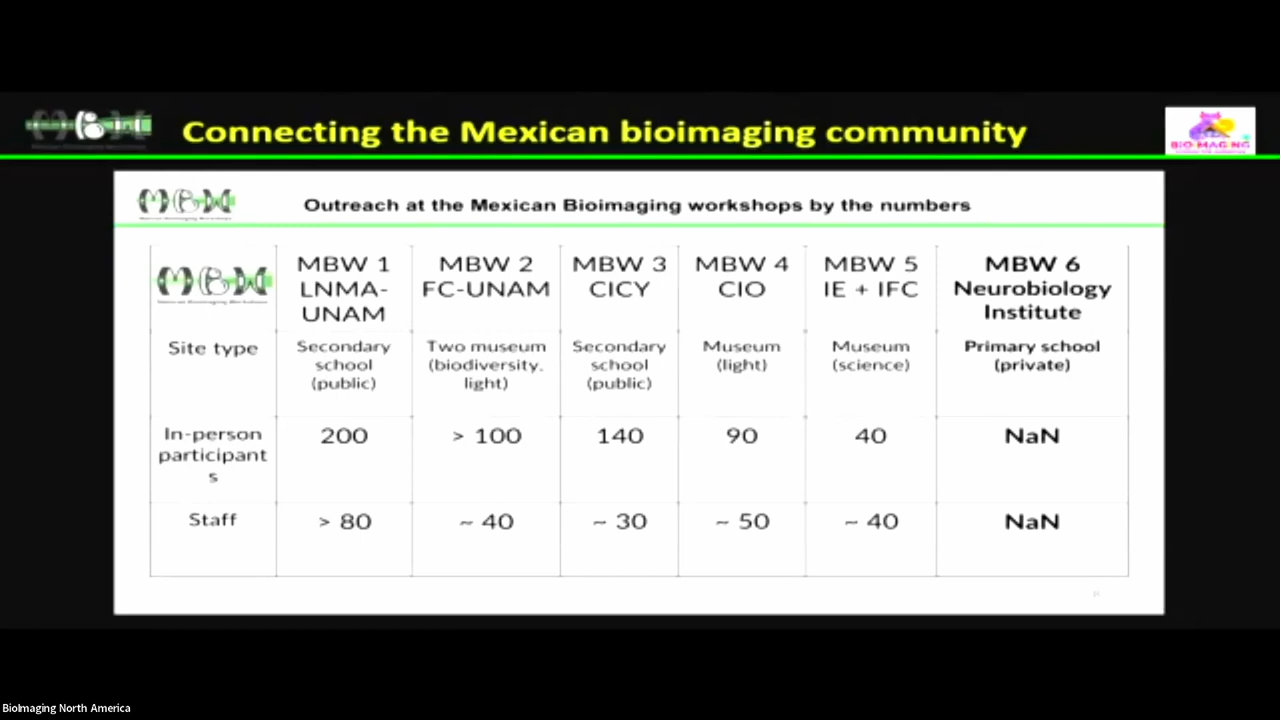 Connecting the Mexican bioimaging community
BIO MAGING
Outreach at the Mexican Bioimaging workshops by the numbers
MBW 1
LNMA-
UNAM
MBW 2
FC-UNAM
MBW 3
CICY
MBW 4
CIO
MBW 5
IE + IFC
MBW 6
Neurobiology
Institute
Site type
Secondary
school
(public)
Two museum
(biodiversity,
light)
Secondary
school
(public)
Museum
(light)
Museum
(science)
Primary school
(private)
In-person
participant
s
200
> 100
140
90
40
NaN
Staff
> 80
~ 40
~ 30
~ 50
~ 40
NaN
BioImaging North America